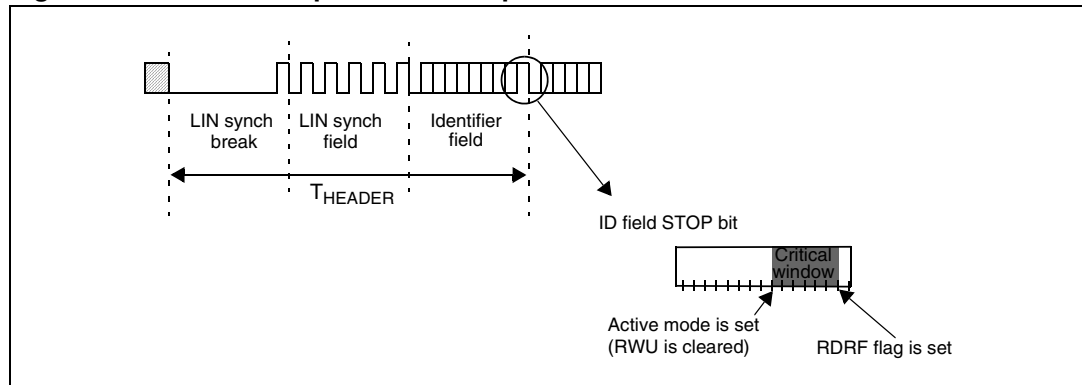 LIN synch
break
LIN synch
field
Identifier
field
THEADER
ID field STOP bit
Critical
window
Active mode is set
(RWU is cleared)
RDRF flag is set